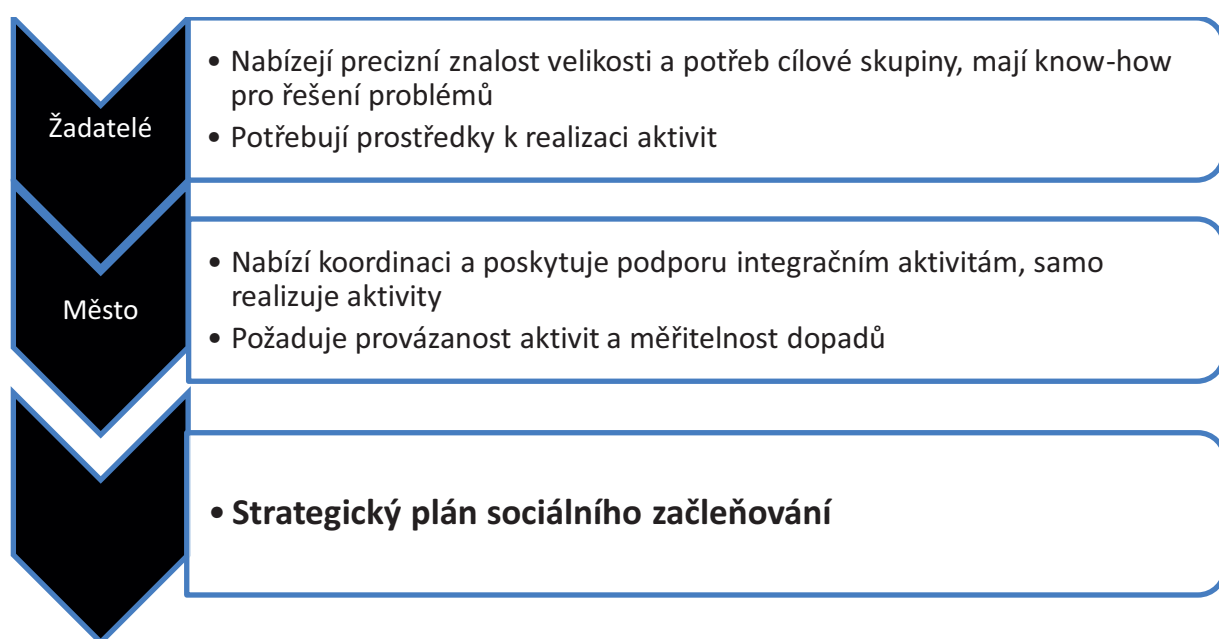 Žadatelé
• Nabízejí precizní znalost velikosti a potřeb cílové skupiny, mají know-how
pro řešení problémů
• Potřebují prostředky k realizaci aktivit
Město
• Nabízí koordinaci a poskytuje podporu integračním aktivitám, samo
realizuje aktivity
• Požaduje provázanost aktivit a měřitelnost dopadů
• Strategický plán sociálního začleňování